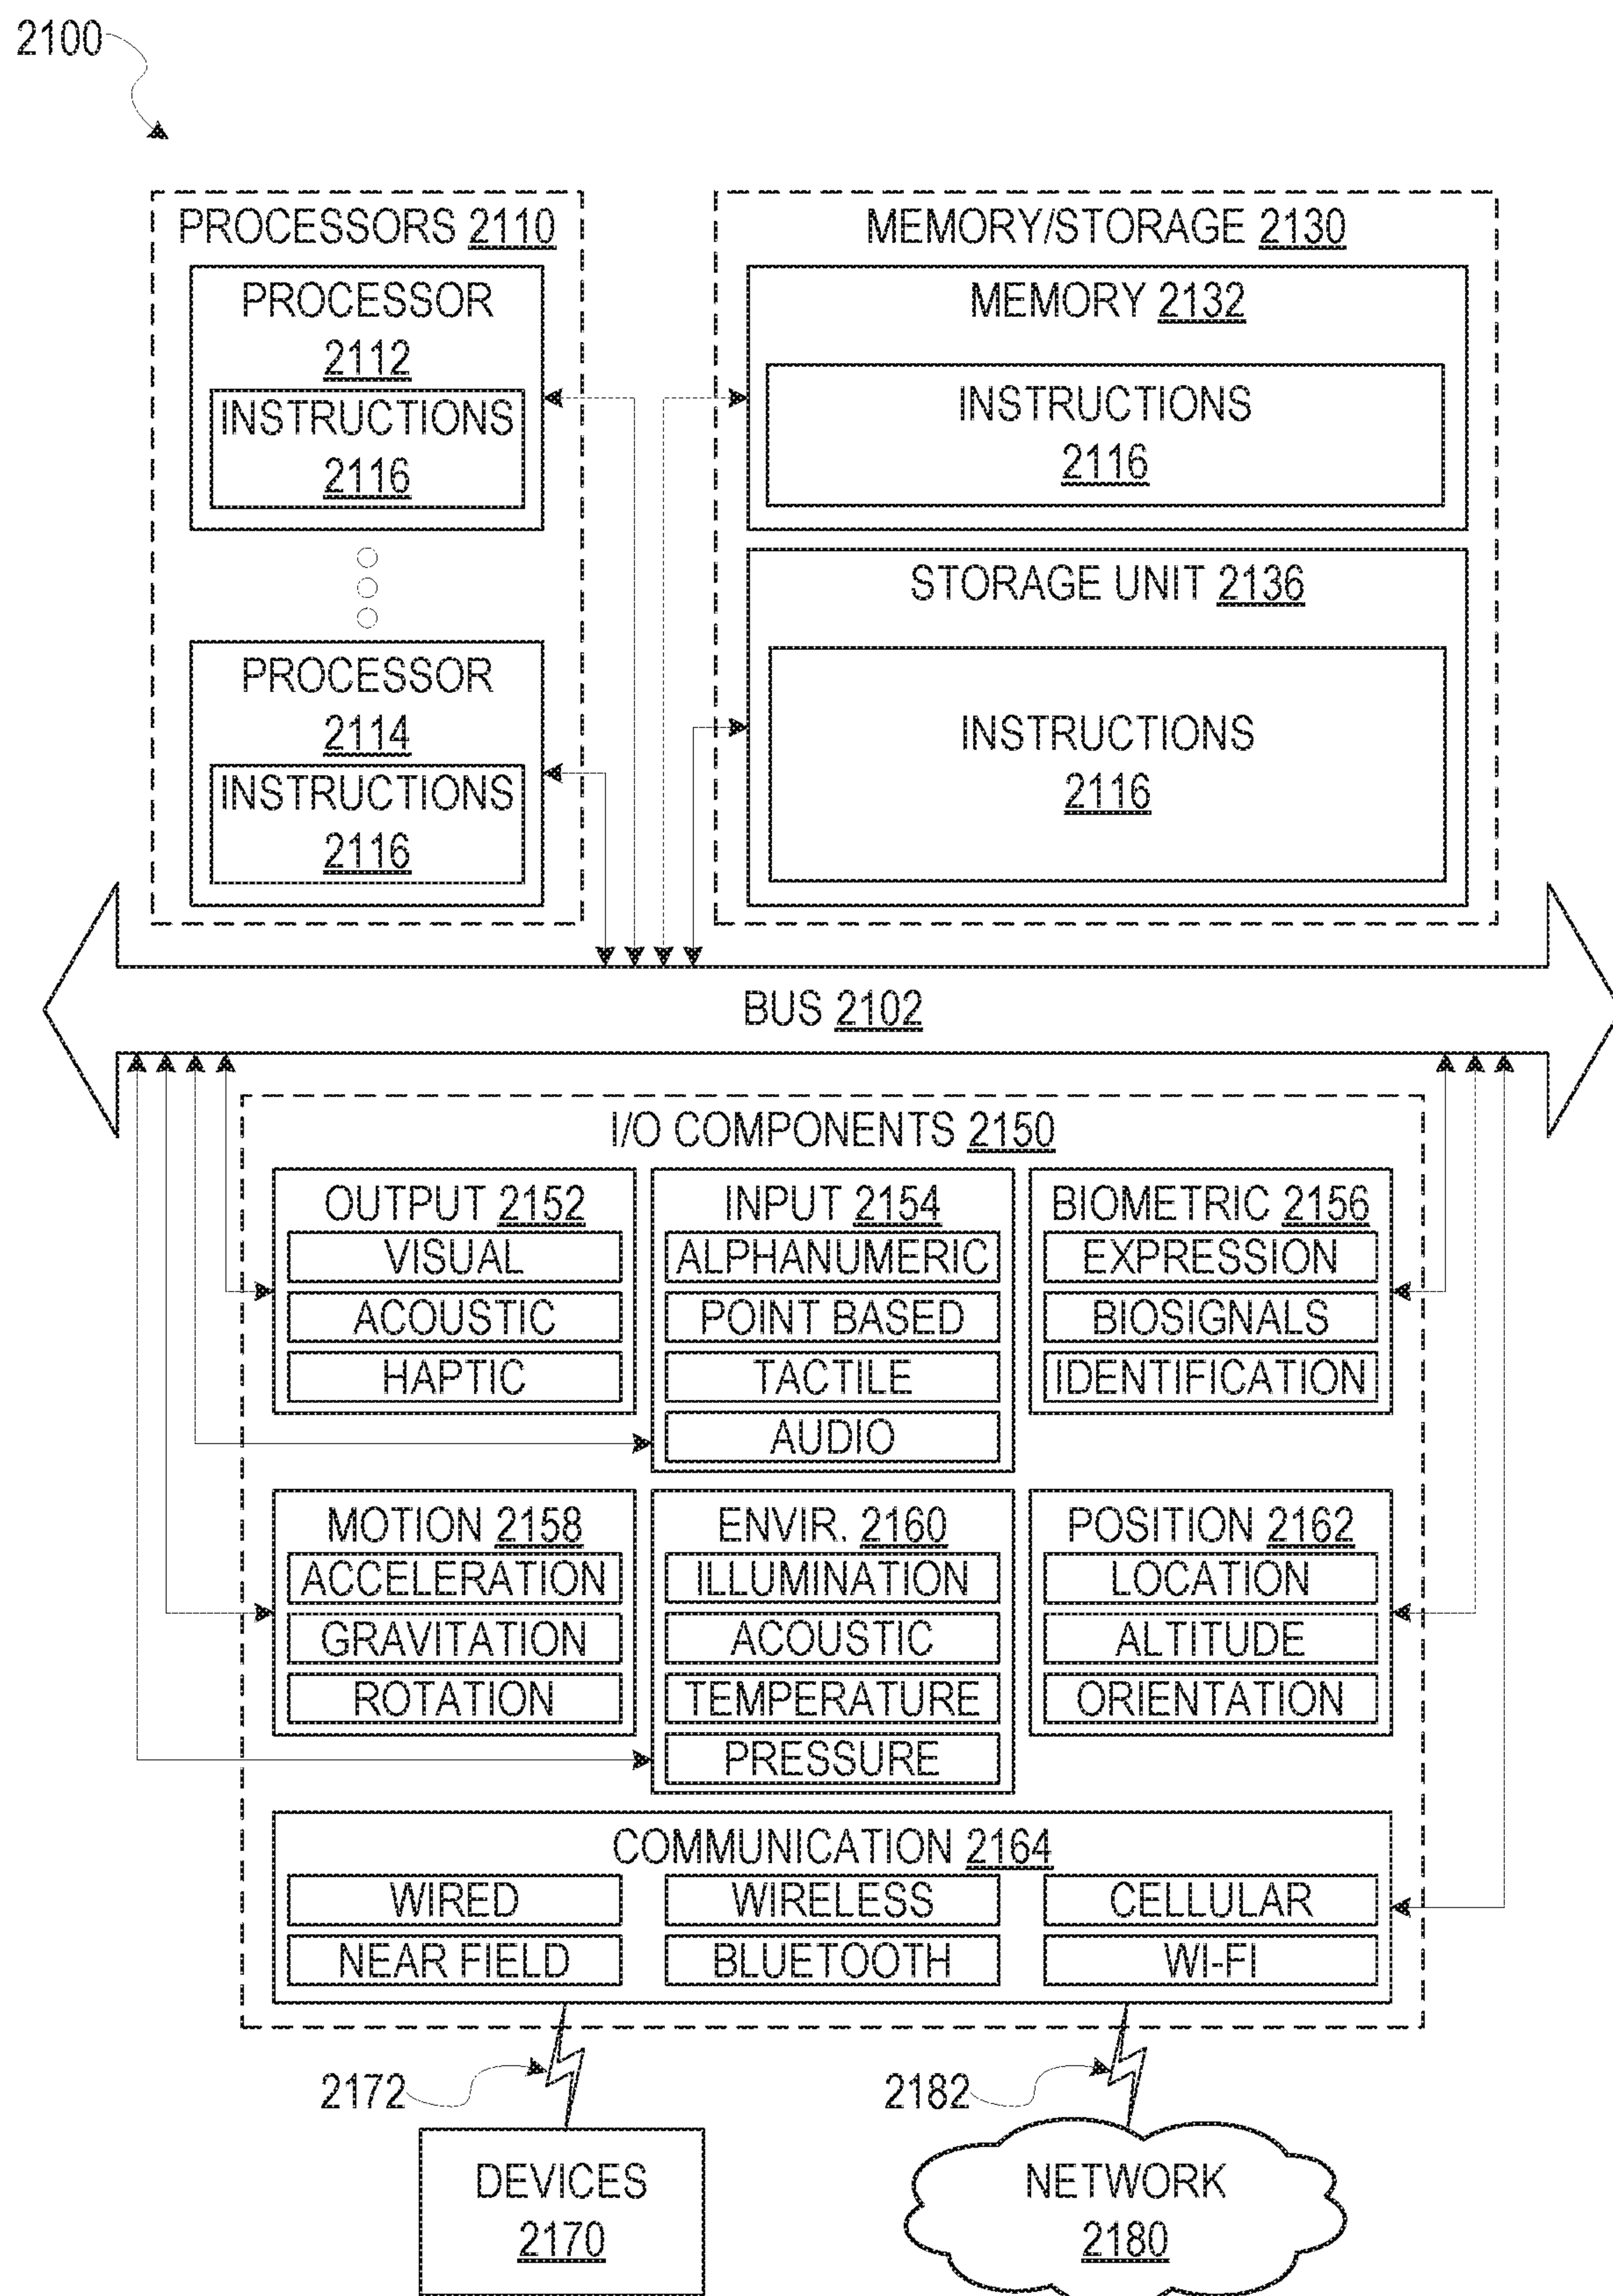 2100
PROCESSORS 2110
PROCESSOR
2112
INSTRUCTIONS
2116
PROCESSOR
2114
INSTRUCTIONS
2116
MEMORY/STORAGE 2130
MEMORY 2132
INSTRUCTIONS
2116
STORAGE UNIT 2136
INSTRUCTIONS
2116
BUS 2102
I/O COMPONENTS 2150
OUTPUT 2152
VISUAL
ACOUSTIC
HAPTIC
INPUT 2154
ALPHANUMERIC
POINT BASED
TACTILE
AUDIO
BIOMETRIC 2156
EXPRESSION
BIOSIGNALS
IDENTIFICATION
MOTION 2158
ACCELERATION
GRAVITATION
ROTATION
ENVIR. 2160
ILLUMINATION
ACOUSTIC
TEMPERATURE
PRESSURE
POSITION 2162
LOCATION
ALTITUDE
ORIENTATION
COMMUNICATION 2164
WIRED
WIRELESS
CELLULAR
NEAR FIELD
BLUETOOTH
WI-FI
2172
2182
DEVICES
2170
NETWORK
2180